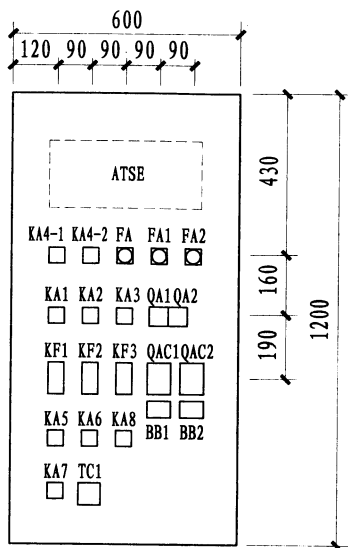 600
120 90 90 90 90
ATSE
430
KA4-1 KA4-2 FA FA1 FA2
160
KA1 KA2 KA3 QA1 QA2
1200
190
KF1 KF2 KF3 QAC1 QAC2
KA5 KA6 KA8
BB1 BB2
KA7 TC1